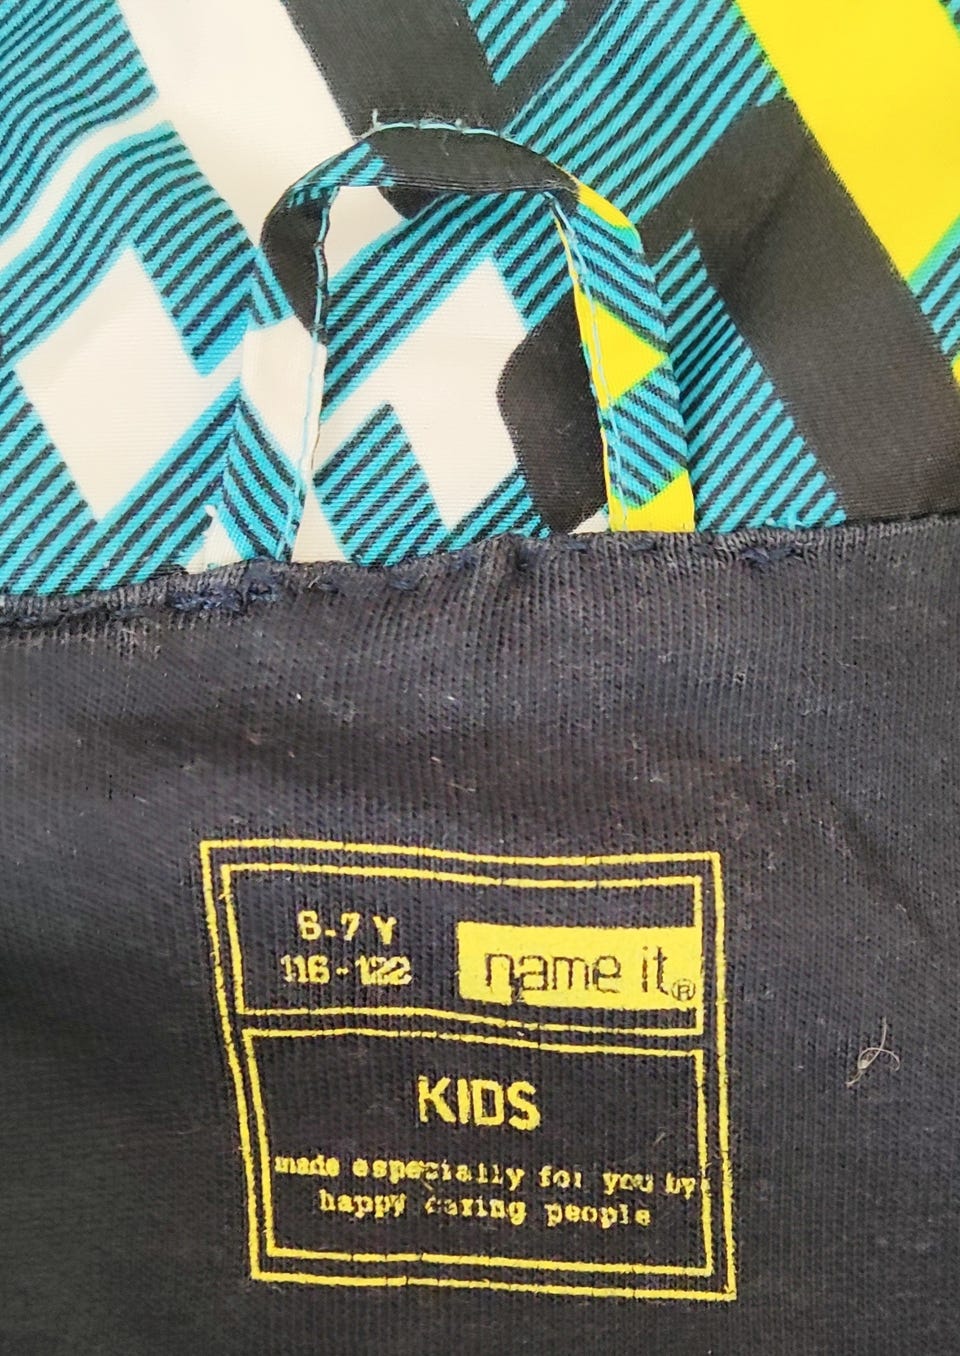 6-7 Y
116-122
name it®
KIDS
made especially for you by
happy caring people